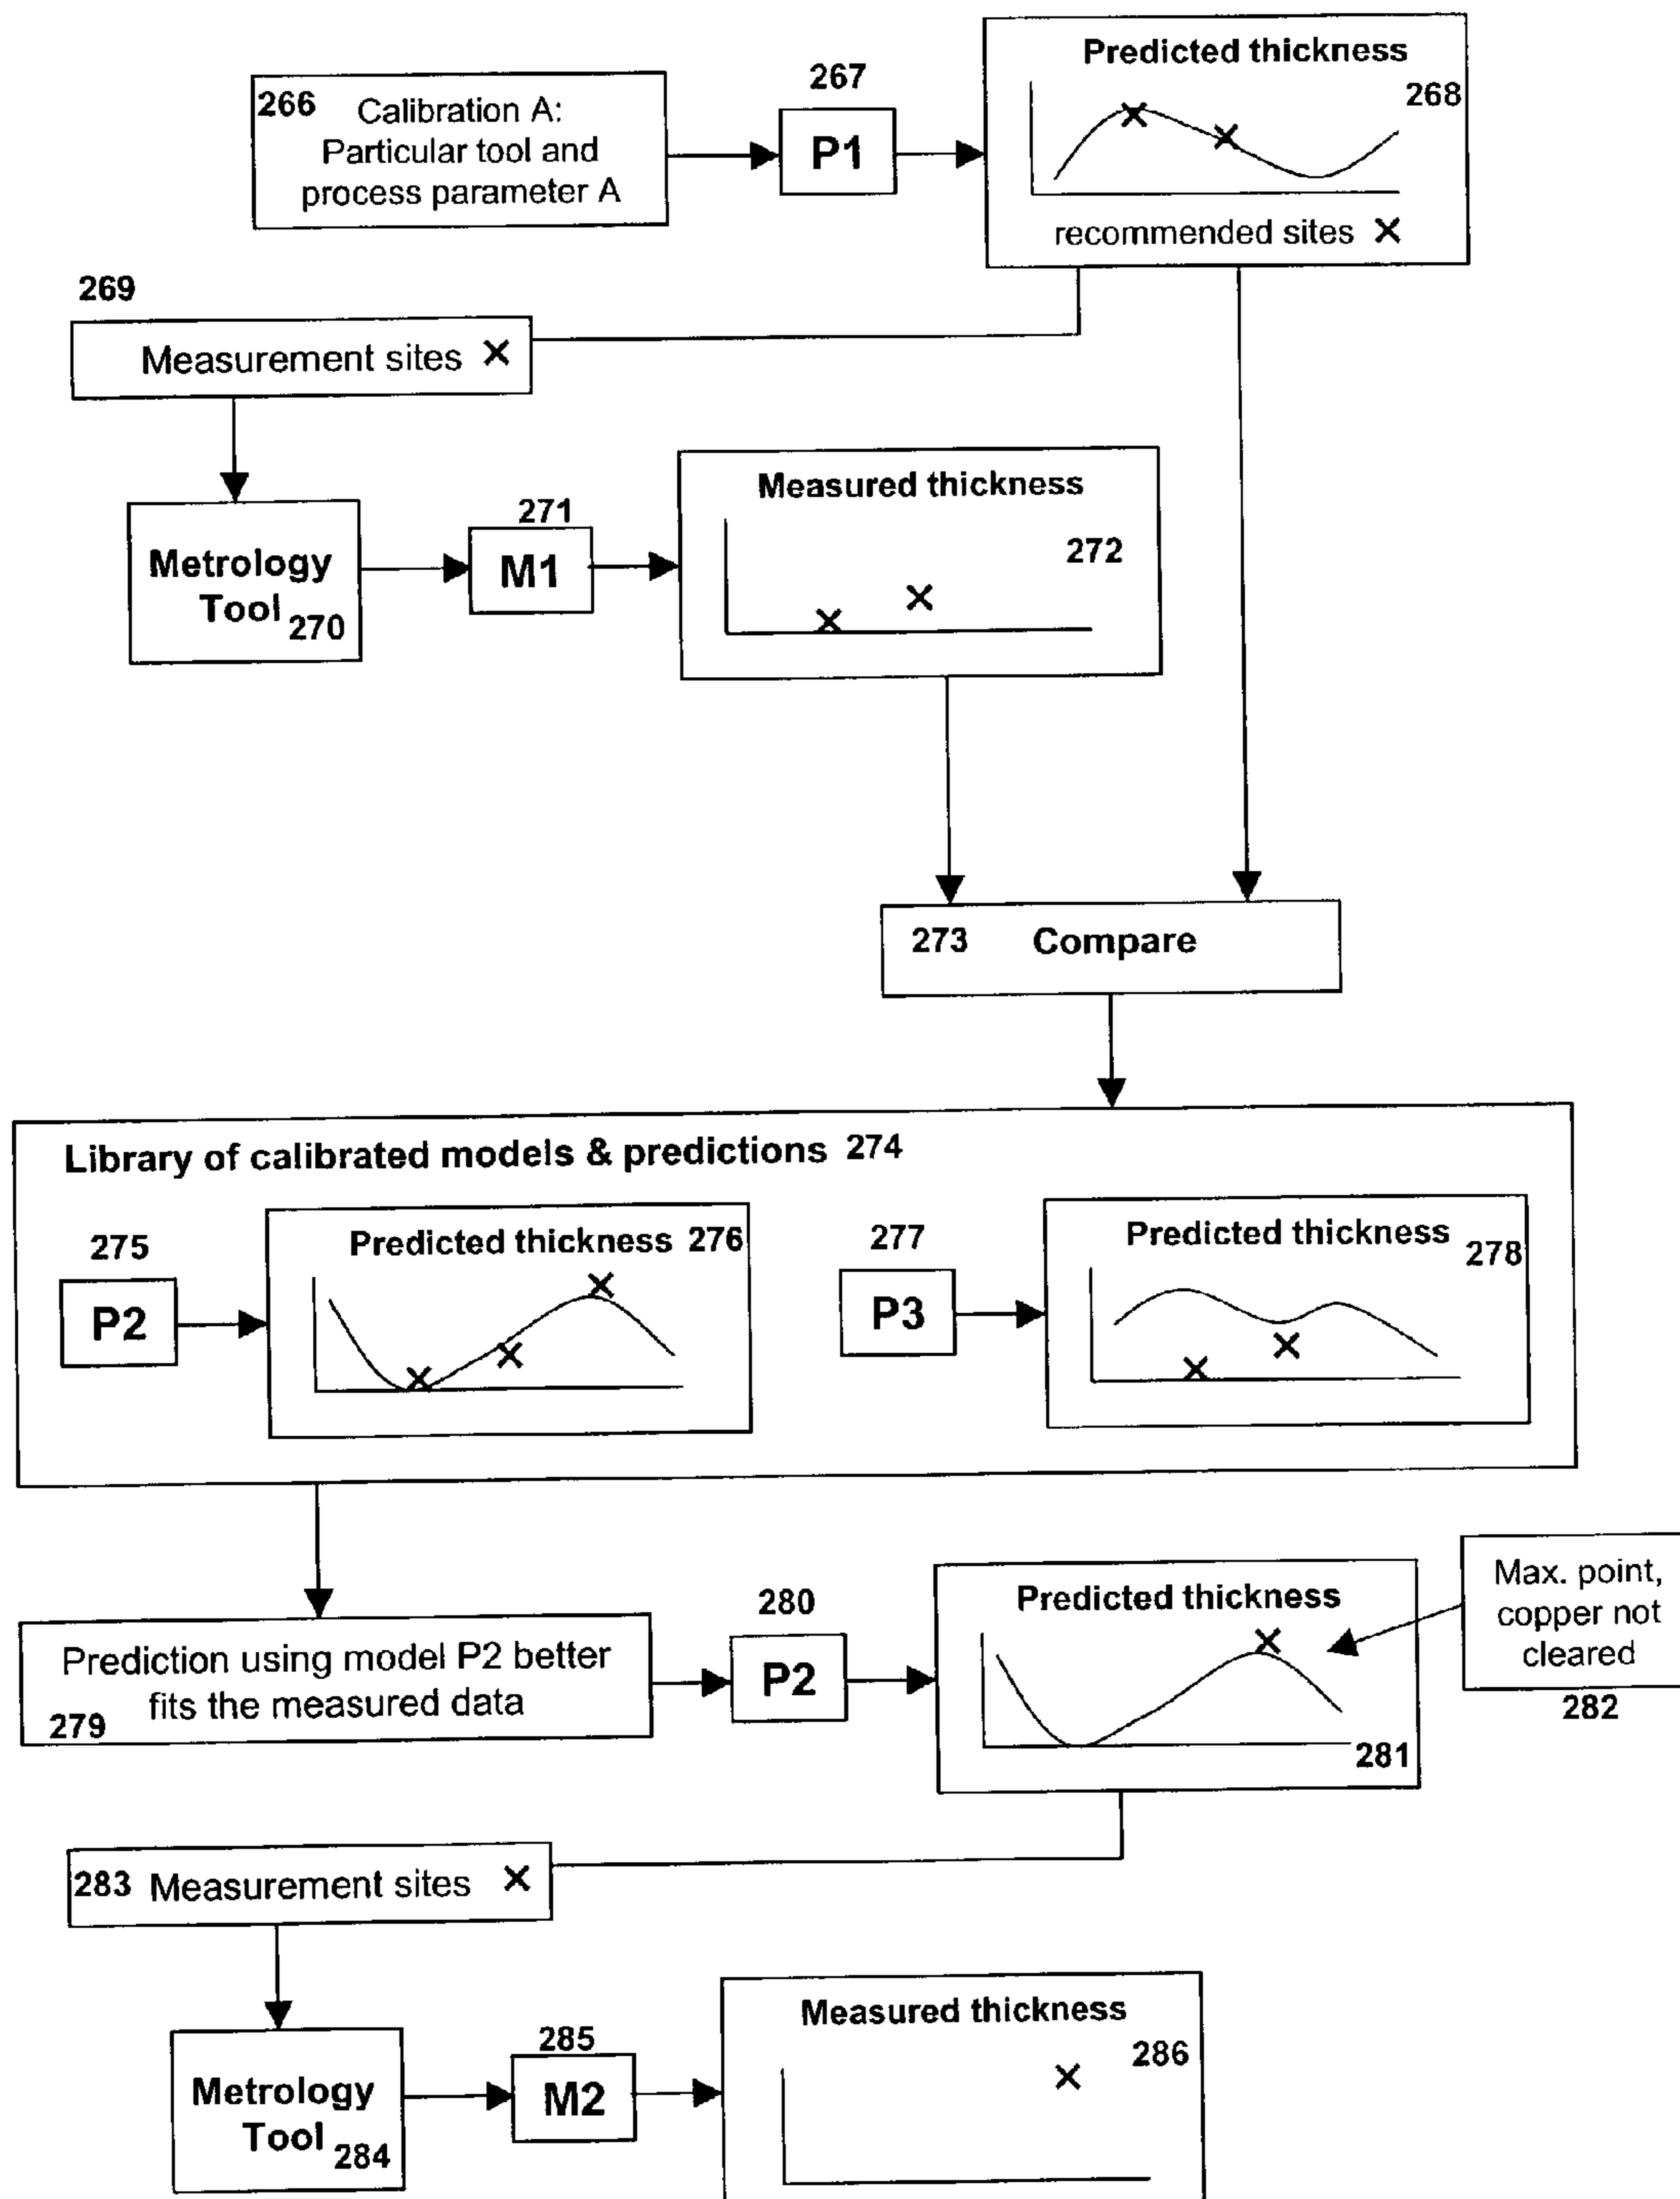 Predicted thickness
268
recommended sites ×
267
P1
266 Calibration A:
Particular tool and
process parameter A
269
Measurement sites ×
Metrology
Tool 270
271
M1
Measured thickness
272
273 Compare
Library of calibrated models & predictions 274
275
P2
Predicted thickness 276
277
P3
Predicted thickness
278
Prediction using model P2 better
fits the measured data
279
280
P2
Predicted thickness
281
Max. point,
copper not
cleared
282
283 Measurement sites ×
Metrology
Tool 284
285
M2
Measured thickness
286